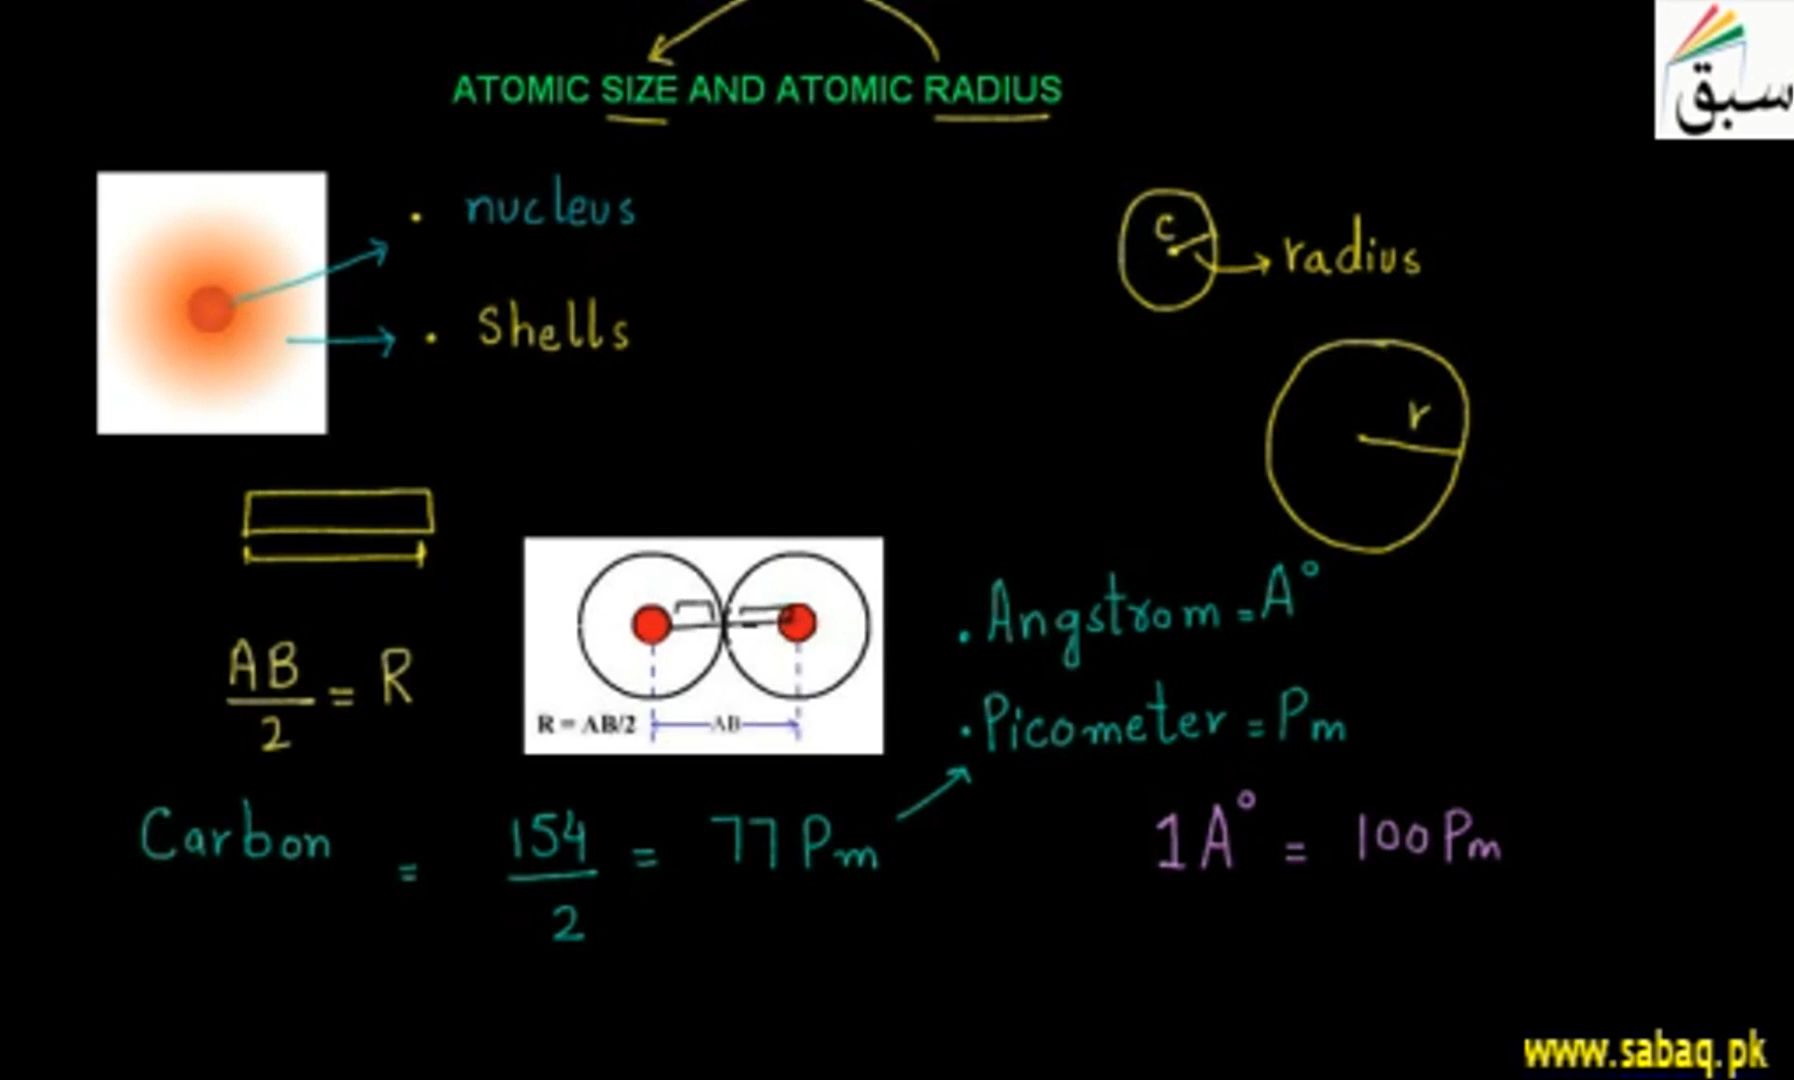 ATOMIC SIZE AND ATOMIC RADIUS
سبق
nucleus
Shells
C
radius
r
AB/2 = R
R = AB/2
AB
Angstrom = A°
Picometer = Pm
Carbon = 154/2 = 77 Pm
1A° = 100 Pm
www.sabaq.pk